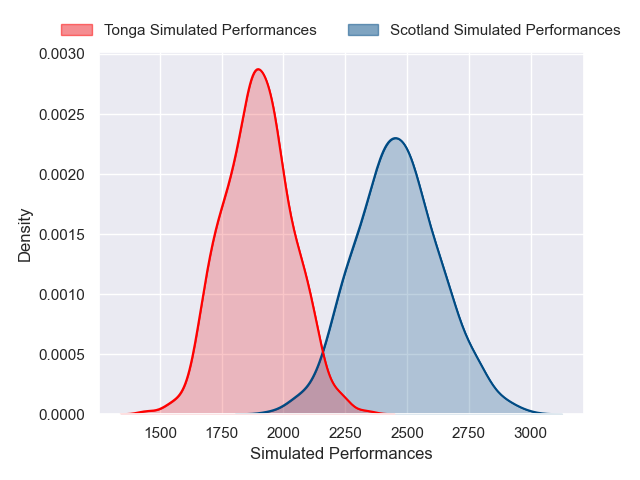 Tonga Simulated Performances
Scotland Simulated Performances
0.0030
0.0025
0.0020
0.0015
0.0010
0.0005
0.0000
Density
1500 1750 2000 2250 2500 2750 3000
Simulated Performances